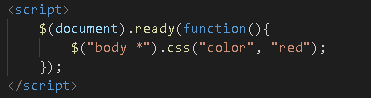 <script>
$(document).ready(function(){
$("body *").css("color", "red");
});
</script>